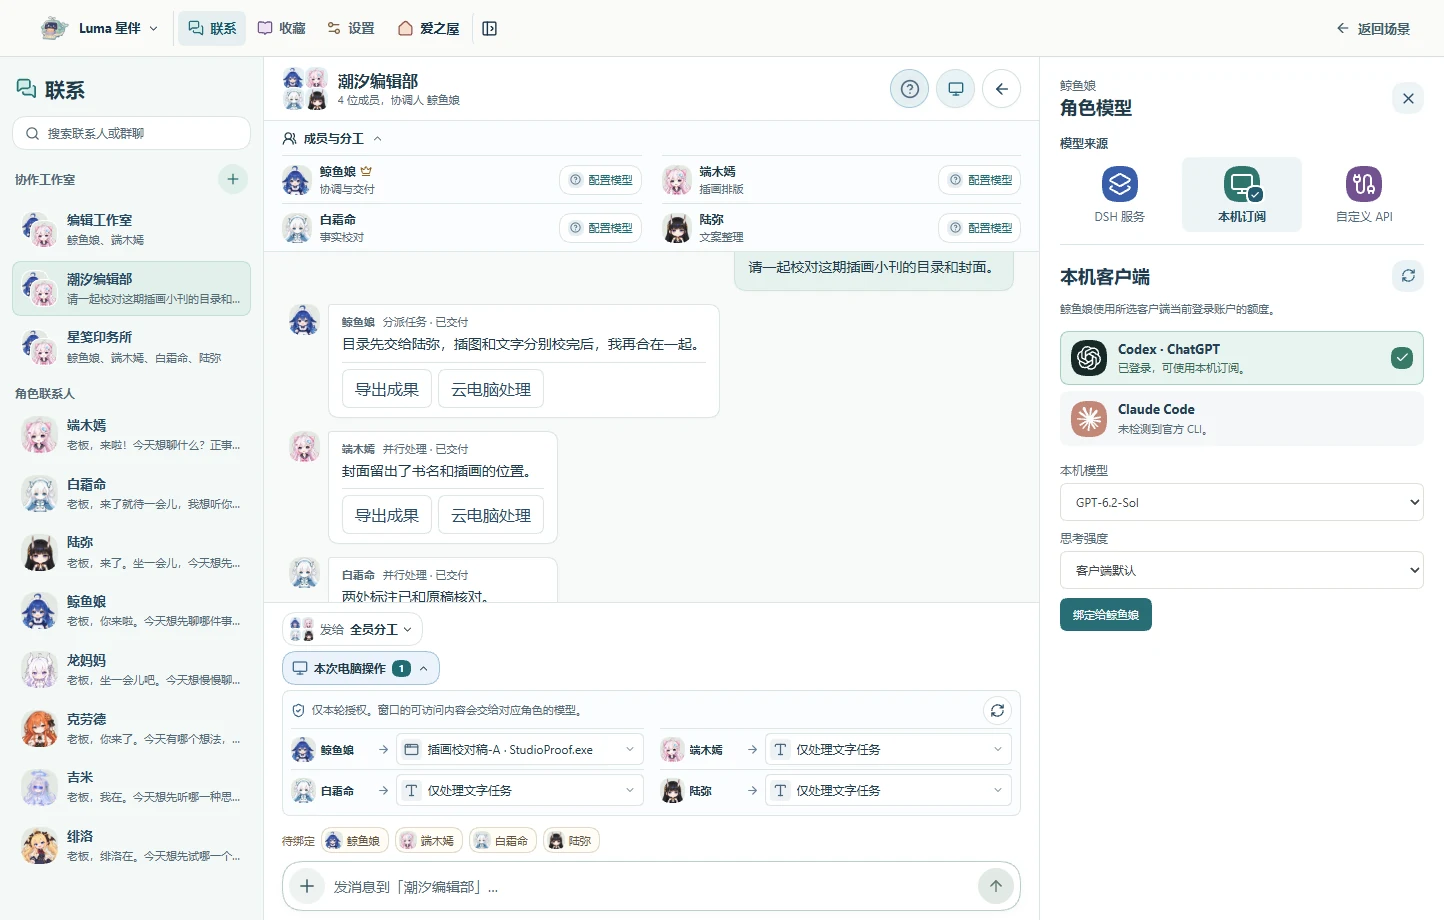 Luma 星伴
联系
收藏
设置
爱之屋
返回场景
联系
搜索联系人或群聊
协作工作室
编辑工作室
鲸鱼娘、端木嫣
潮汐编辑部
请一起校对这期插画小刊的目录和...
星笺印务所
鲸鱼娘、端木嫣、白霜命、陆弥
角色联系人
端木嫣
老板，来啦！今天想聊什么？正事...
白霜命
老板，来了就待一会儿，我想听你...
陆弥
老板，来了。坐一会儿，今天想先...
鲸鱼娘
老板，你来啦。今天想先聊哪件事...
龙妈妈
老板，坐一会儿吧。今天想慢慢聊...
克劳德
老板，你来了。今天有哪个想法，...
吉米
老板，我在。今天想先听哪一种思...
绯洛
老板，绯洛在。今天想先试哪一个...
潮汐编辑部
4 位成员，协调人 鲸鱼娘
成员与分工
鲸鱼娘
协调与交付
配置模型
端木嫣
插画排版
配置模型
白霜命
事实校对
配置模型
陆弥
文案整理
配置模型
请一起校对这期插画小刊的目录和封面。
鲸鱼娘 分派任务 · 已交付
目录先交给陆弥，插图和文字分别校完后，我再合在一起。
导出成果
云电脑处理
端木嫣 并行处理 · 已交付
封面留出了书名和插画的位置。
导出成果
云电脑处理
白霜命 并行处理 · 已交付
两处标注已和原稿核对。
发给 全员分工
本次电脑操作 1
仅本轮授权。窗口的可访问内容会交给对应角色的模型。
鲸鱼娘
插画校对稿-A · StudioProof.exe
端木嫣
仅处理文字任务
白霜命
仅处理文字任务
陆弥
仅处理文字任务
待绑定
鲸鱼娘
端木嫣
白霜命
陆弥
发消息到「潮汐编辑部」...
鲸鱼娘
角色模型
模型来源
DSH 服务
本机订阅
自定义 API
本机客户端
鲸鱼娘使用所选客户端当前登录账户的额度。
Codex · ChatGPT
已登录，可使用本机订阅。
Claude Code
未检测到官方 CLI。
本机模型
GPT-6.2-Sol
思考强度
客户端默认
绑定给鲸鱼娘